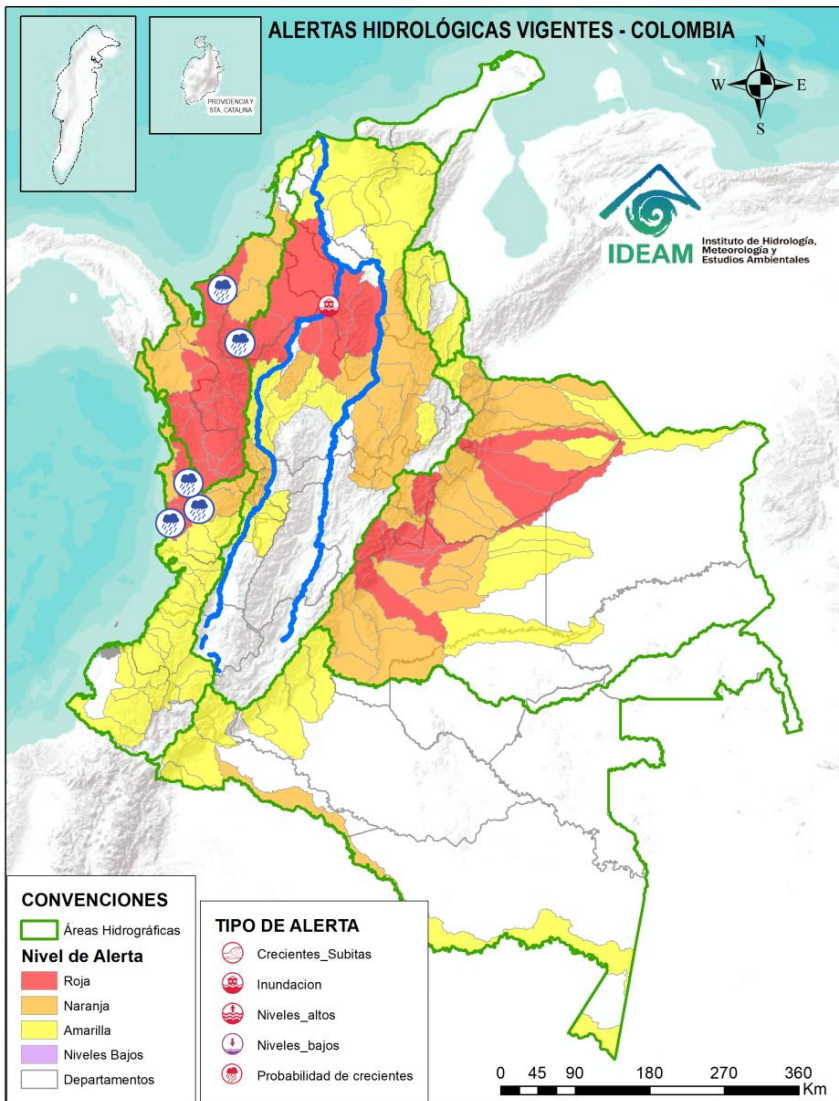 ALERTAS HIDROLÓGICAS VIGENTES - COLOMBIA
PROVIDENCIA Y
STA. CATALINA
N
W
E
S
IDEAM
Instituto de Hidrología,
Meteorología y
Estudios Ambientales
CONVENCIONES
Áreas Hidrográficas
Nivel de Alerta
Roja
Naranja
Amarilla
Niveles Bajos
Departamentos
TIPO DE ALERTA
Crecientes_Subitas
Inundacion
Niveles_altos
Niveles_bajos
Probabilidad de crecientes
0 45 90 180 270 360
Km